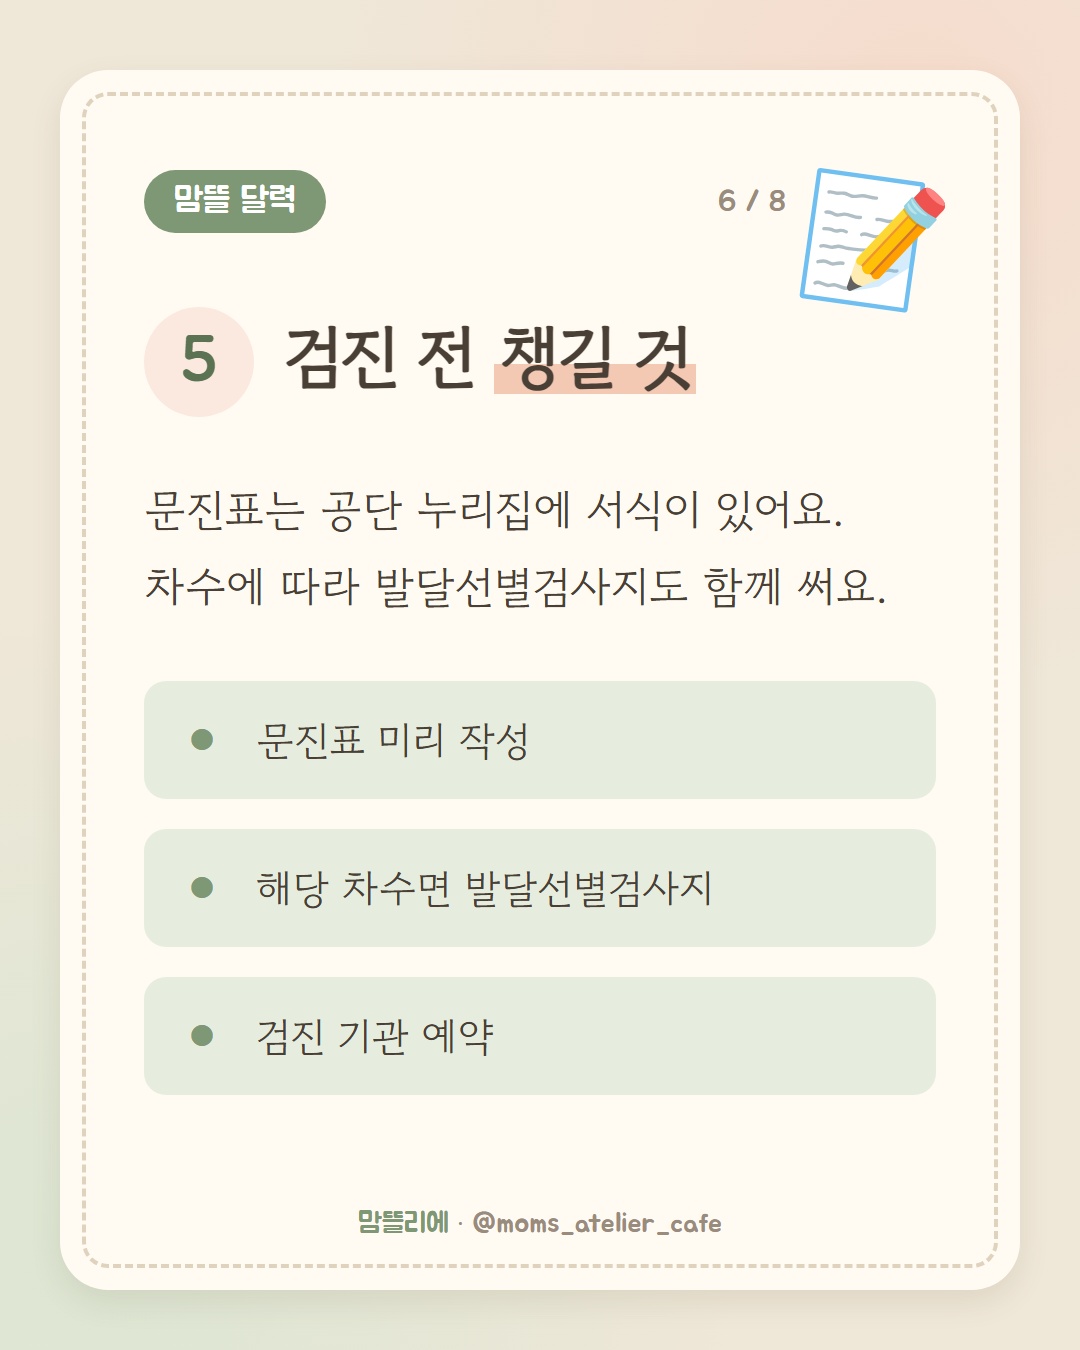 맘뜰 달력
6 / 8
5 검진 전 챙길 것
문진표는 공단 누리집에 서식이 있어요.
차수에 따라 발달선별검사지도 함께 써요.
● 문진표 미리 작성
● 해당 차수면 발달선별검사지
● 검진 기관 예약
맘뜰리에 · @moms_atelier_cafe